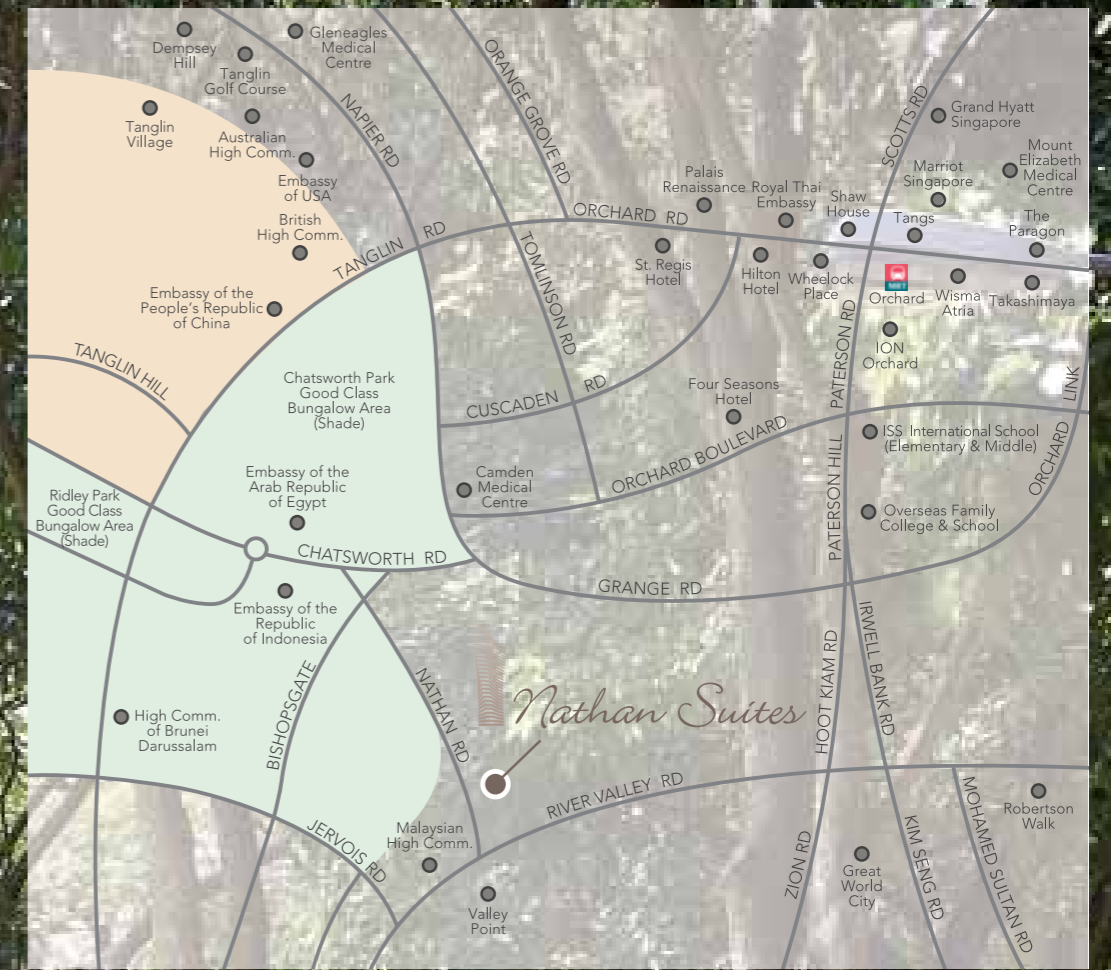 Dempsey
Hill
Gleneagles
Medical
Centre
Tanglin
Golf Course
Tanglin
Village
Australian
High Comm.
Embassy
of USA
British
High Comm.
Embassy of the
People's Republic
of China
NAPIER RD
ORANGE GROVE RD
SCOTTS RD
Grand Hyatt
Singapore
Mount
Elizabeth
Medical
Centre
Marriot
Singapore
Palais
Renaissance
Royal Thai
Embassy
Shaw
House
Tangs
The
Paragon
TANGLIN RD
ORCHARD RD
TOMLINSON RD
St. Regis
Hotel
Hilton
Hotel
Wheelock
Place
MRT
Orchard
Wisma
Atria
Takashimaya
ION
Orchard
PATERSON RD
TANGLIN HILL
Chatsworth Park
Good Class
Bungalow Area
(Shade)
CUSCADEN RD
Four Seasons
Hotel
ORCHARD BOULEVARD
ORCHARD LINK
ISS International School
(Elementary & Middle)
Embassy of the
Arab Republic
of Egypt
Camden
Medical
Centre
PATERSON HILL
Overseas Family
College & School
Ridley Park
Good Class
Bungalow Area
(Shade)
CHATSWORTH RD
GRANGE RD
Embassy of the
Republic
of Indonesia
BISHOPSGATE
NATHAN RD
Nathan Suites
HOOT KIAM RD
IRWELL BANK RD
High Comm.
of Brunei
Darussalam
RIVER VALLEY RD
JERVOIS RD
Malaysian
High Comm.
Valley
Point
ZION RD
Great
World
City
KIM SENG RD
MOHAMED SULTAN RD
Robertson
Walk